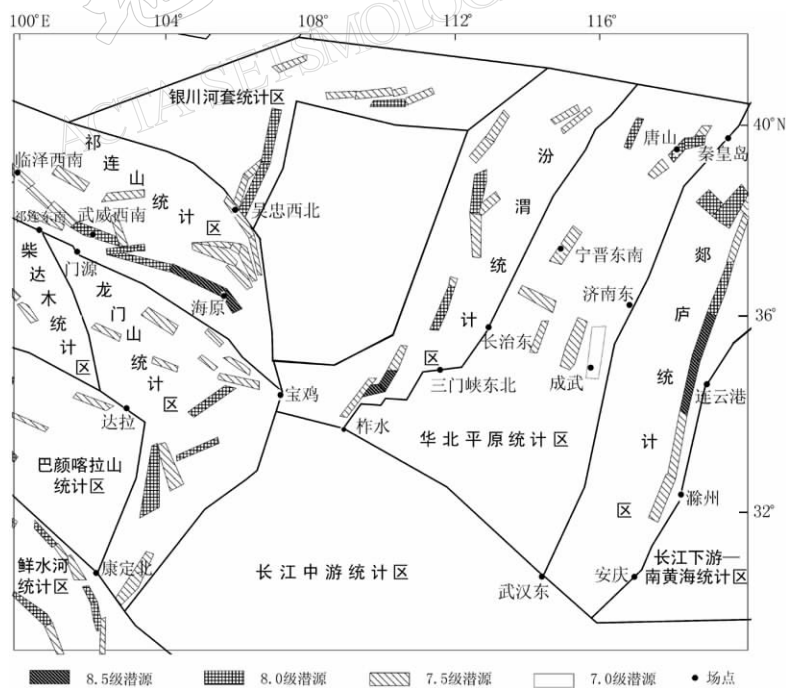 100°E 104 108 112 116
ACTA SEISMOLOG
银川河套统计区
40°N
唐山
秦皇岛
祁连山统计区
汾渭统计区
临泽西南
吴忠西北
武威西南
祁连东南
门源
宁晋东南
郯庐统计区
柴达木统计区
龙门山统计区
海原
济南东
36°
长治东
三门峡东北
成武
连云港
宝鸡
达拉
柞水
华北平原统计区
巴颜喀拉山
统计区
滁州
32°
鲜水河
统计区
康定北
长江中游统计区
武汉东
安庆
长江下游—
南黄海统计区
8.5级潜源 8.0级潜源 7.5级潜源 7.0级潜源 场点